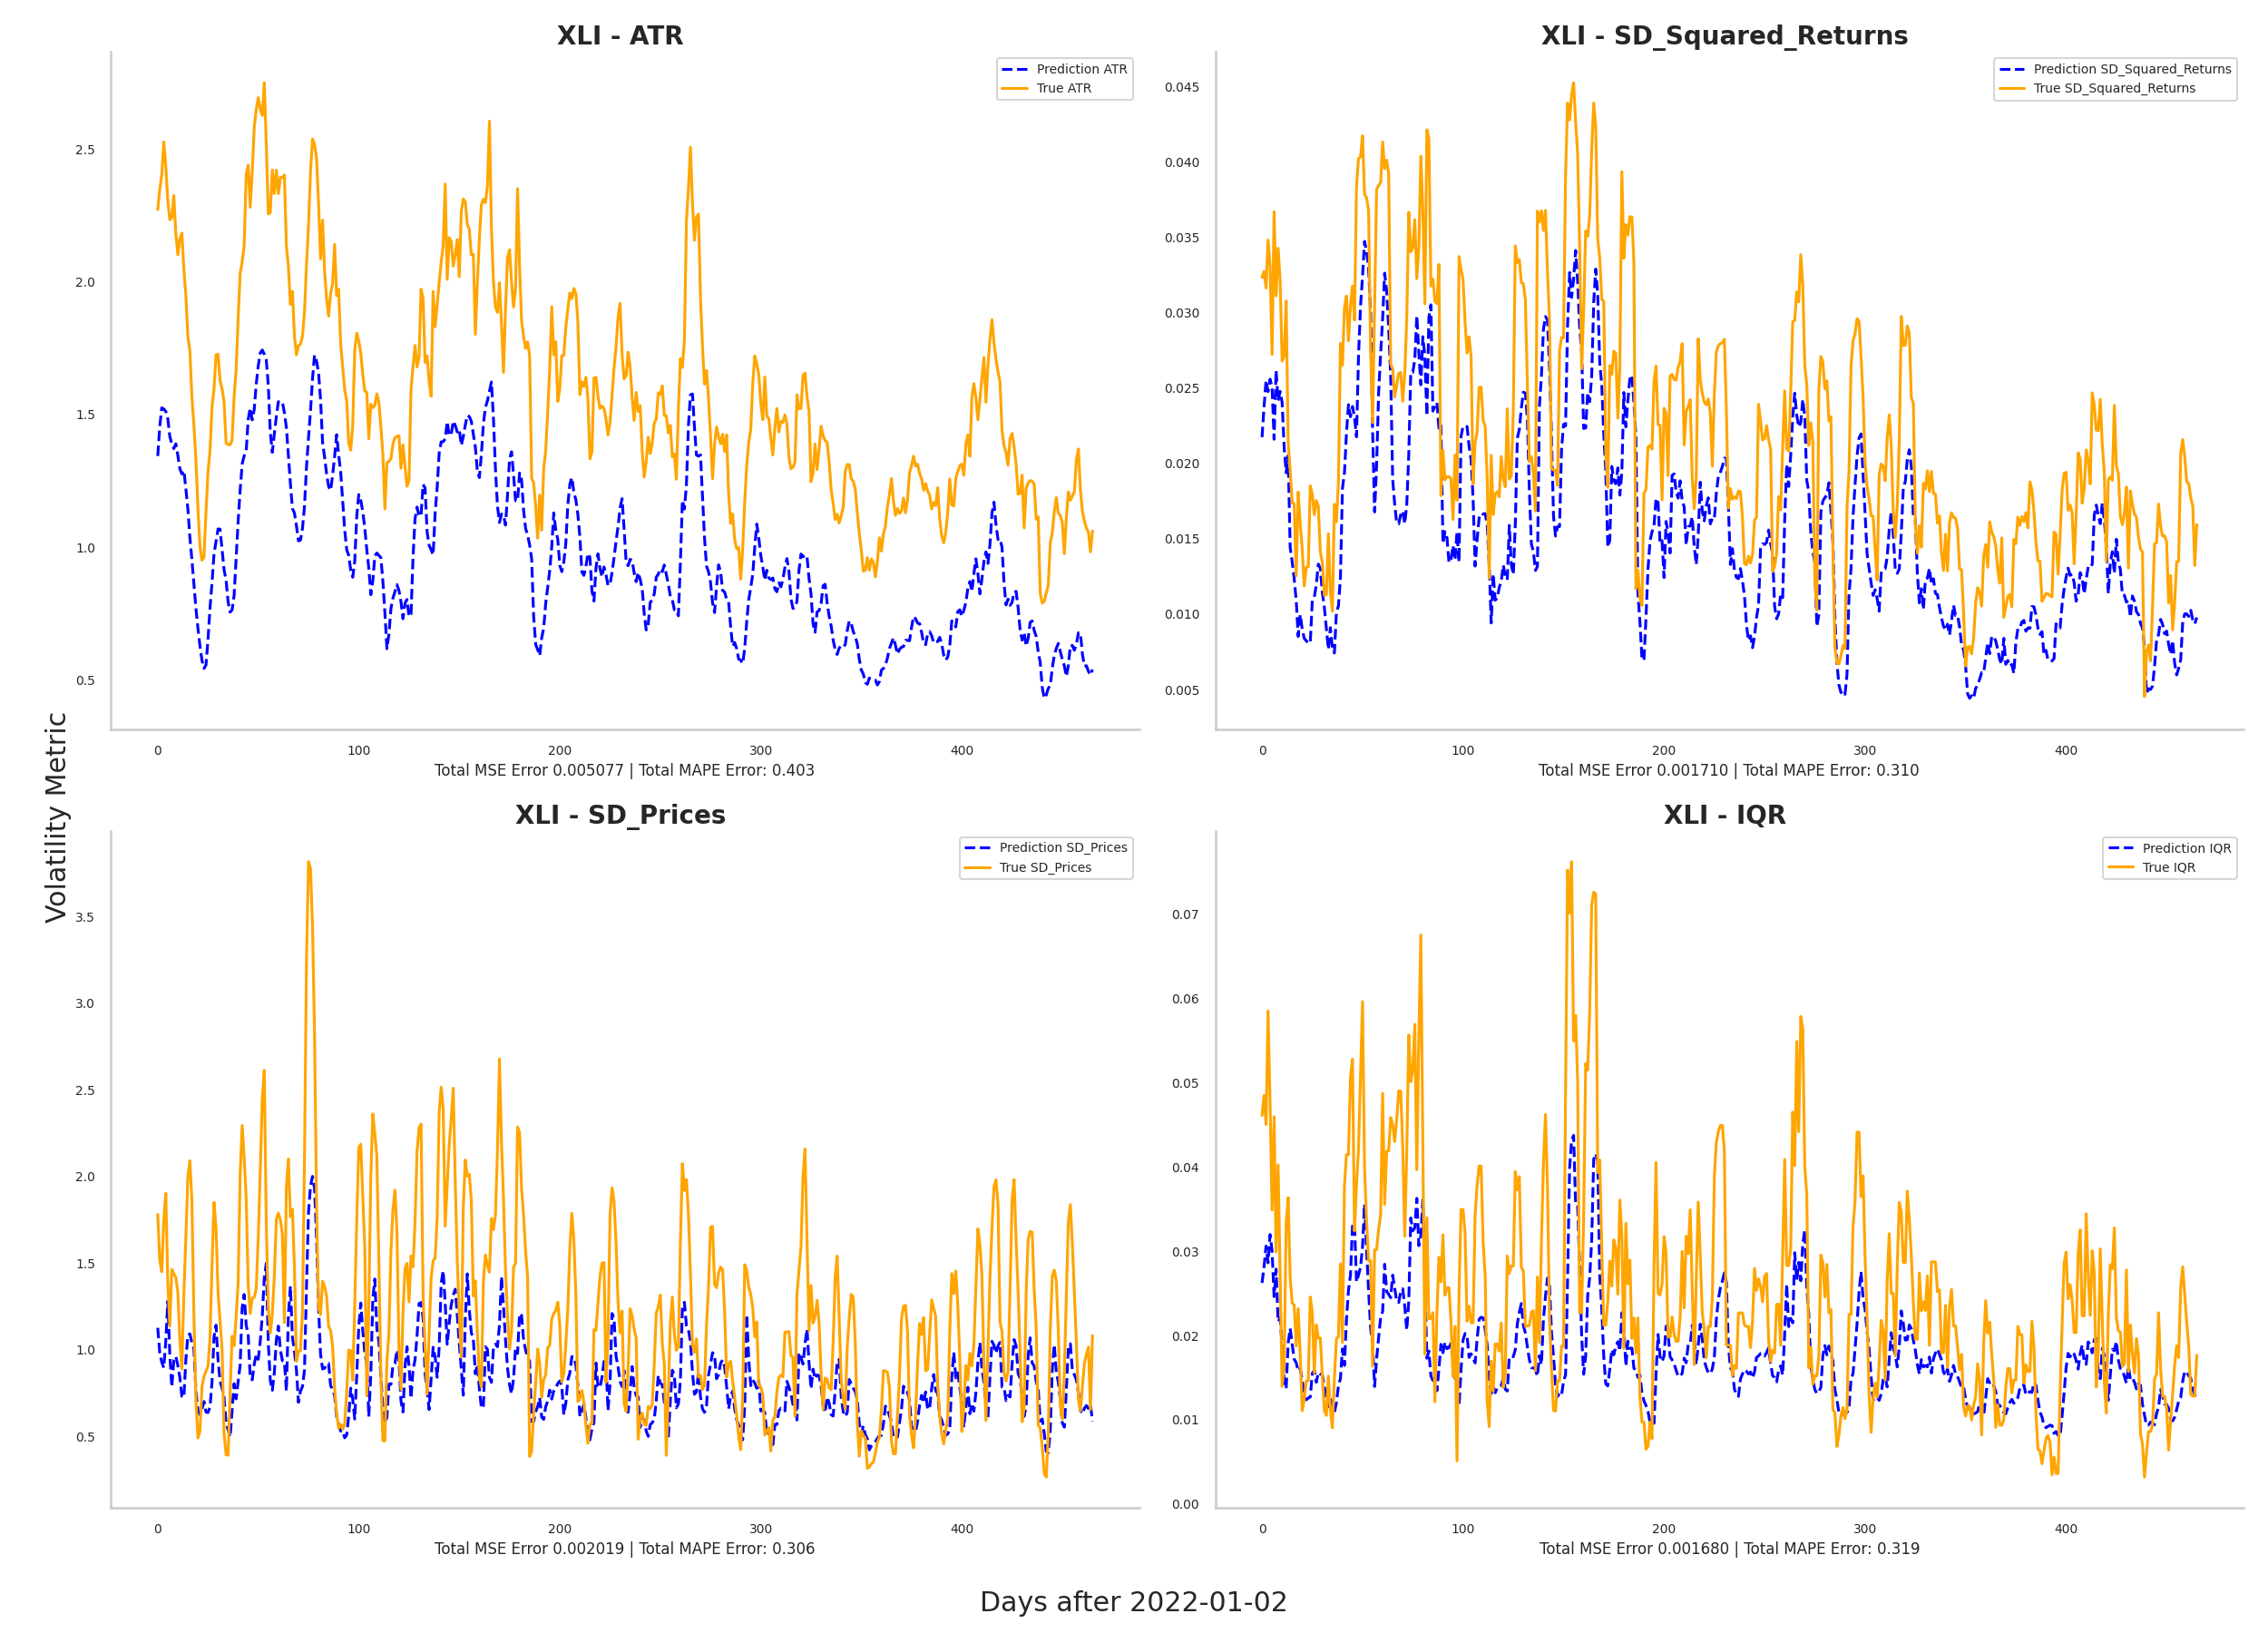 XLI - ATR
Prediction ATR
True ATR
2.5
2.0
1.5
1.0
0.5
0 100 200 300 400
Total MSE Error 0.005077 | Total MAPE Error: 0.403
XLI - SD_Squared_Returns
Prediction SD_Squared_Returns
True SD_Squared_Returns
0.045
0.040
0.035
0.030
0.025
0.020
0.015
0.010
0.005
0 100 200 300 400
Total MSE Error 0.001710 | Total MAPE Error: 0.310
Volatility Metric
XLI - SD_Prices
Prediction SD_Prices
True SD_Prices
3.5
3.0
2.5
2.0
1.5
1.0
0.5
0 100 200 300 400
Total MSE Error 0.002019 | Total MAPE Error: 0.306
XLI - IQR
Prediction IQR
True IQR
0.07
0.06
0.05
0.04
0.03
0.02
0.01
0.00
0 100 200 300 400
Total MSE Error 0.001680 | Total MAPE Error: 0.319
Days after 2022-01-02